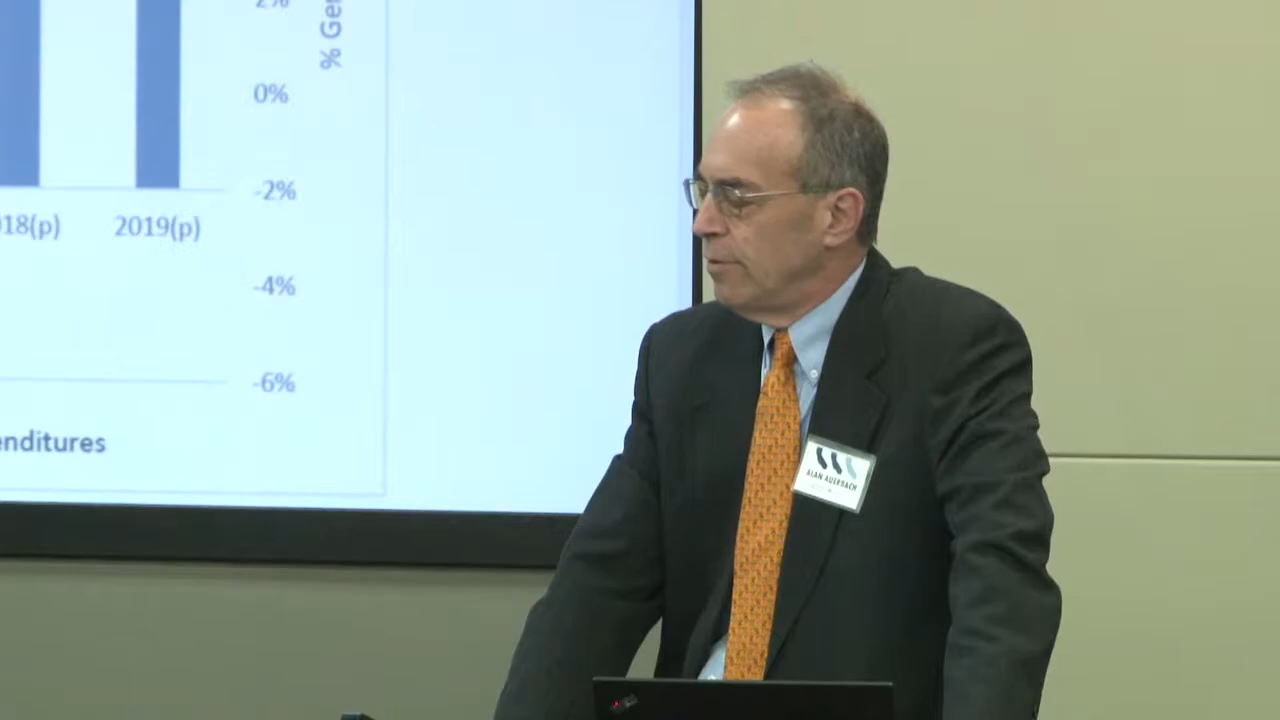 2%
% Ge
0%
-2%
018(p)
2019(p)
-4%
-6%
enditures
ALAN AUERBACH